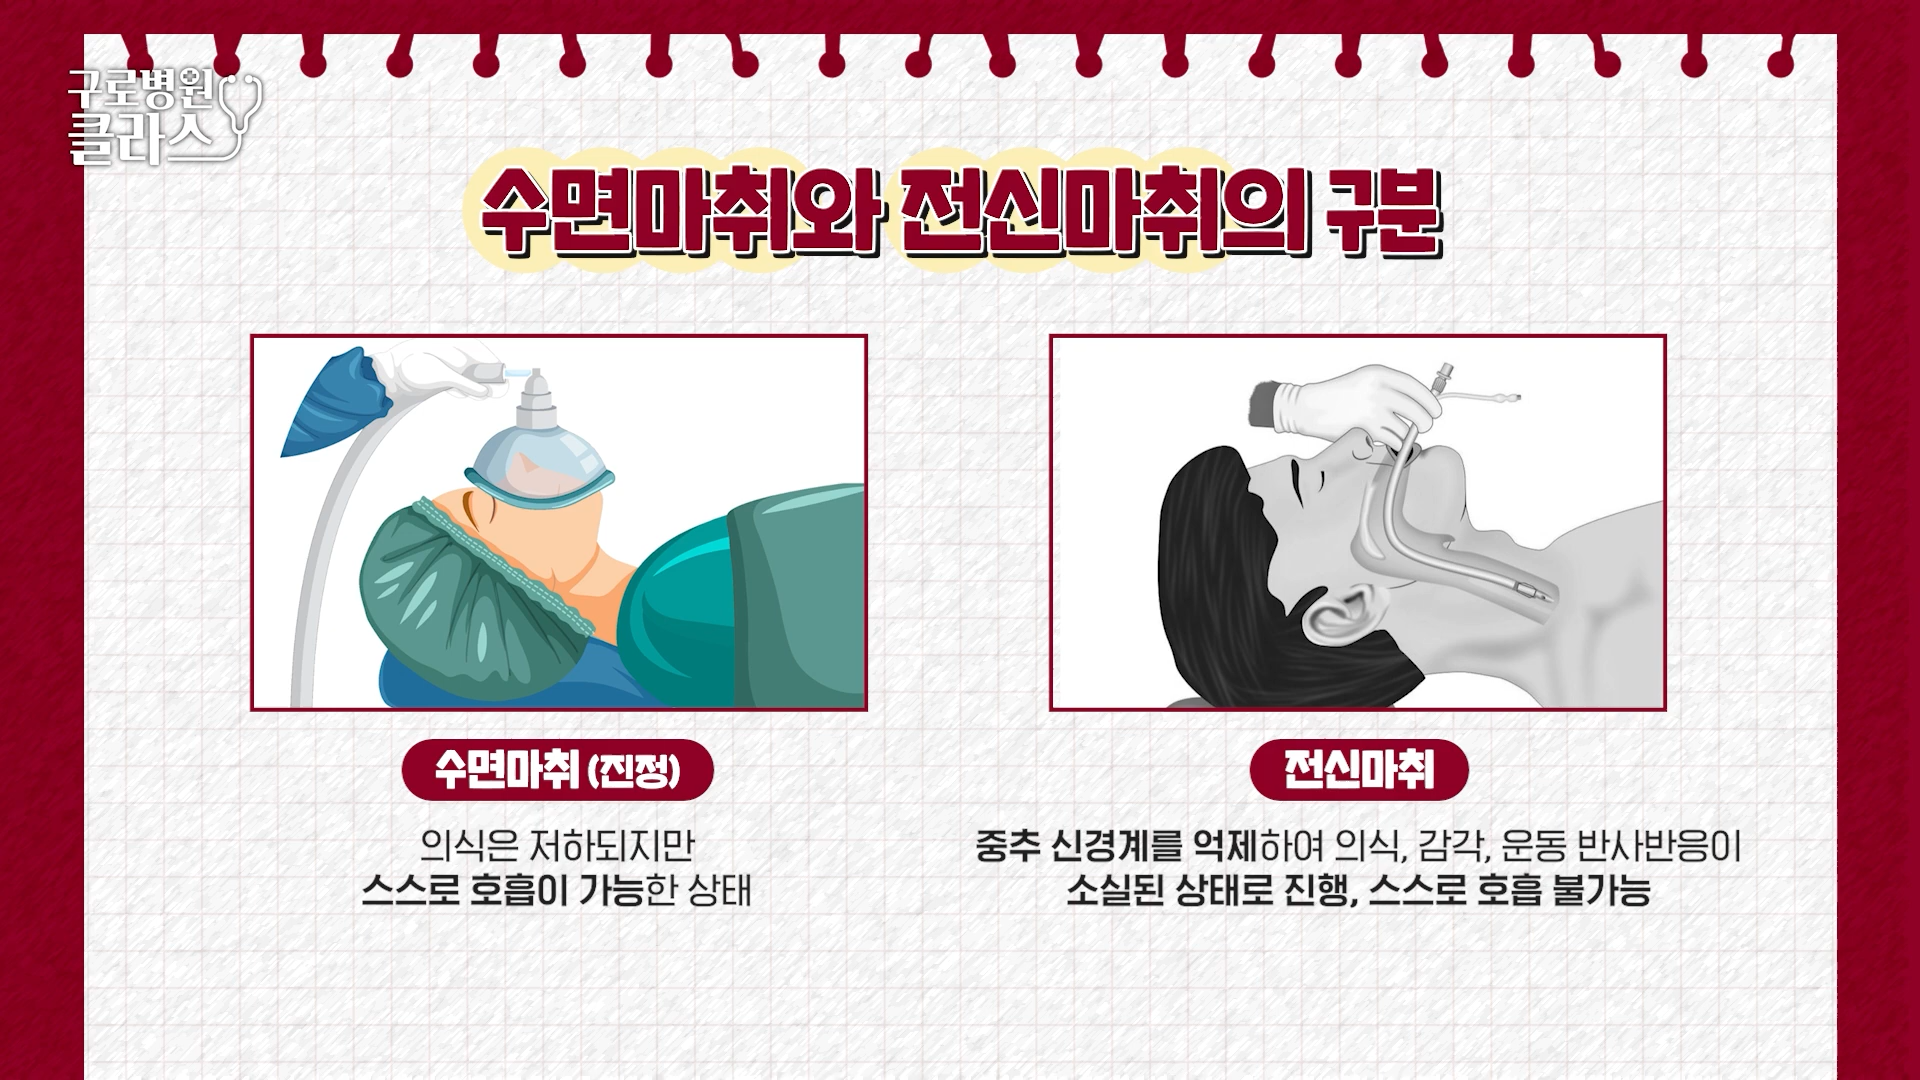 구로병원
클라스
수면마취와 전신마취의 구분
수면마취 (진정)
의식은 저하되지만
스스로 호흡이 가능한 상태
전신마취
중추 신경계를 억제하여 의식, 감각, 운동 반사반응이
소실된 상태로 진행, 스스로 호흡 불가능